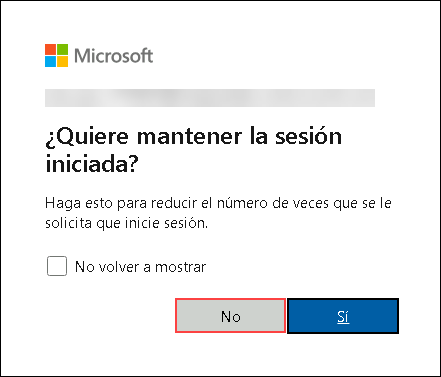 Microsoft
¿Quiere mantener la sesión
iniciada?
Haga esto para reducir el número de veces que se le
solicita que inicie sesión.
No volver a mostrar
No
Sí